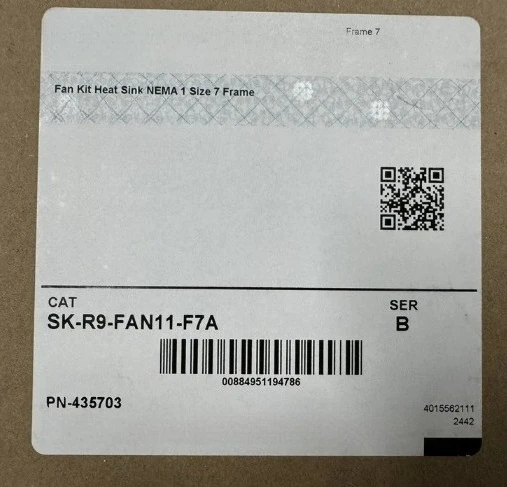 Frame 7
Fan Kit Heat Sink NEMA 1 Size 7 Frame
CAT
SER
SK-R9-FAN11-F7A
B
00884951194786
PN-435703
4015562111
2442